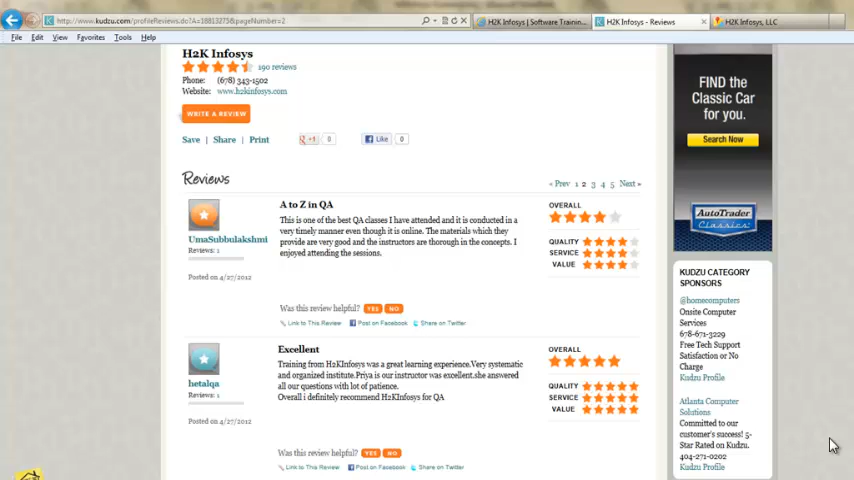 http://www.kudzu.com/profileReviews.do?A=18813275&pageNumber=2
H2K Infosys | Software Trainin...
H2K Infosys - Reviews
H2K Infosys, LLC
File Edit View Favorites Tools Help
H2K Infosys
190 reviews
Phone: (678) 343-1502
Website: www.h2kinfosys.com
WRITE A REVIEW
Save | Share | Print
+1 0
Like 0
Reviews
« Prev 1 2 3 4 5 Next »
A to Z in QA
This is one of the best QA classes I have attended and it is conducted in a
very timely manner even though it is online. The materials which they
provide are very good and the instructors are thorough in the concepts. I
enjoyed attending the sessions.
UmaSubbulakshmi
Reviews: 1
Posted on 4/27/2012
OVERALL
QUALITY
SERVICE
VALUE
Was this review helpful? YES NO
Link to This Review Post on Facebook Share on Twitter
Excellent
Training from H2KInfosys was a great learning experience.Very systematic
and organized institute.Priya is our instructor was excellent.she answered
all our questions with lot of patience.
Overall i definitely recommend H2KInfosys for QA
hetalqa
Reviews: 1
Posted on 4/27/2012
OVERALL
QUALITY
SERVICE
VALUE
Was this review helpful? YES NO
Link to This Review Post on Facebook Share on Twitter
FIND the
Classic Car
for you.
Search Now
AutoTrader
Classics
KUDZU CATEGORY
SPONSORS
@homecomputers
Onsite Computer
Services
678-671-3229
Free Tech Support
Satisfaction or No
Charge
Kudzu Profile
Atlanta Computer
Solutions
Committed to our
customer's success! 5-
Star Rated on Kudzu.
404-271-0202
Kudzu Profile